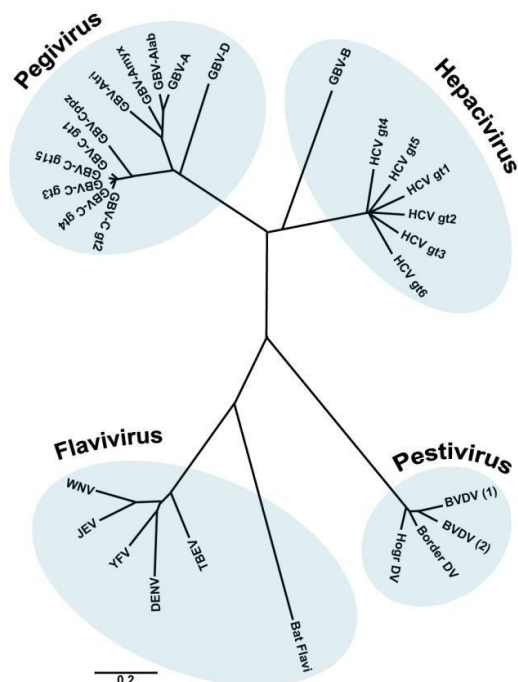 Pegivirus
GBV-Atri
GBV-Amyx
GBV-Alab
GBV-A
GBV-D
GBV-Cppz
GBV-C gt1
GBV-C gt15
GBV-C gt3
GBV-C gt4
GBV-C gt2
Hepacivirus
GBV-B
HCV gt4
HCV gt5
HCV gt1
HCV gt2
HCV gt3
HCV gt6
Flavivirus
WNV
JEV
YFV
DENV
TBEV
Bat Flavi
Pestivirus
BVDV (1)
BVDV (2)
Border DV
Hogr DV
0.2